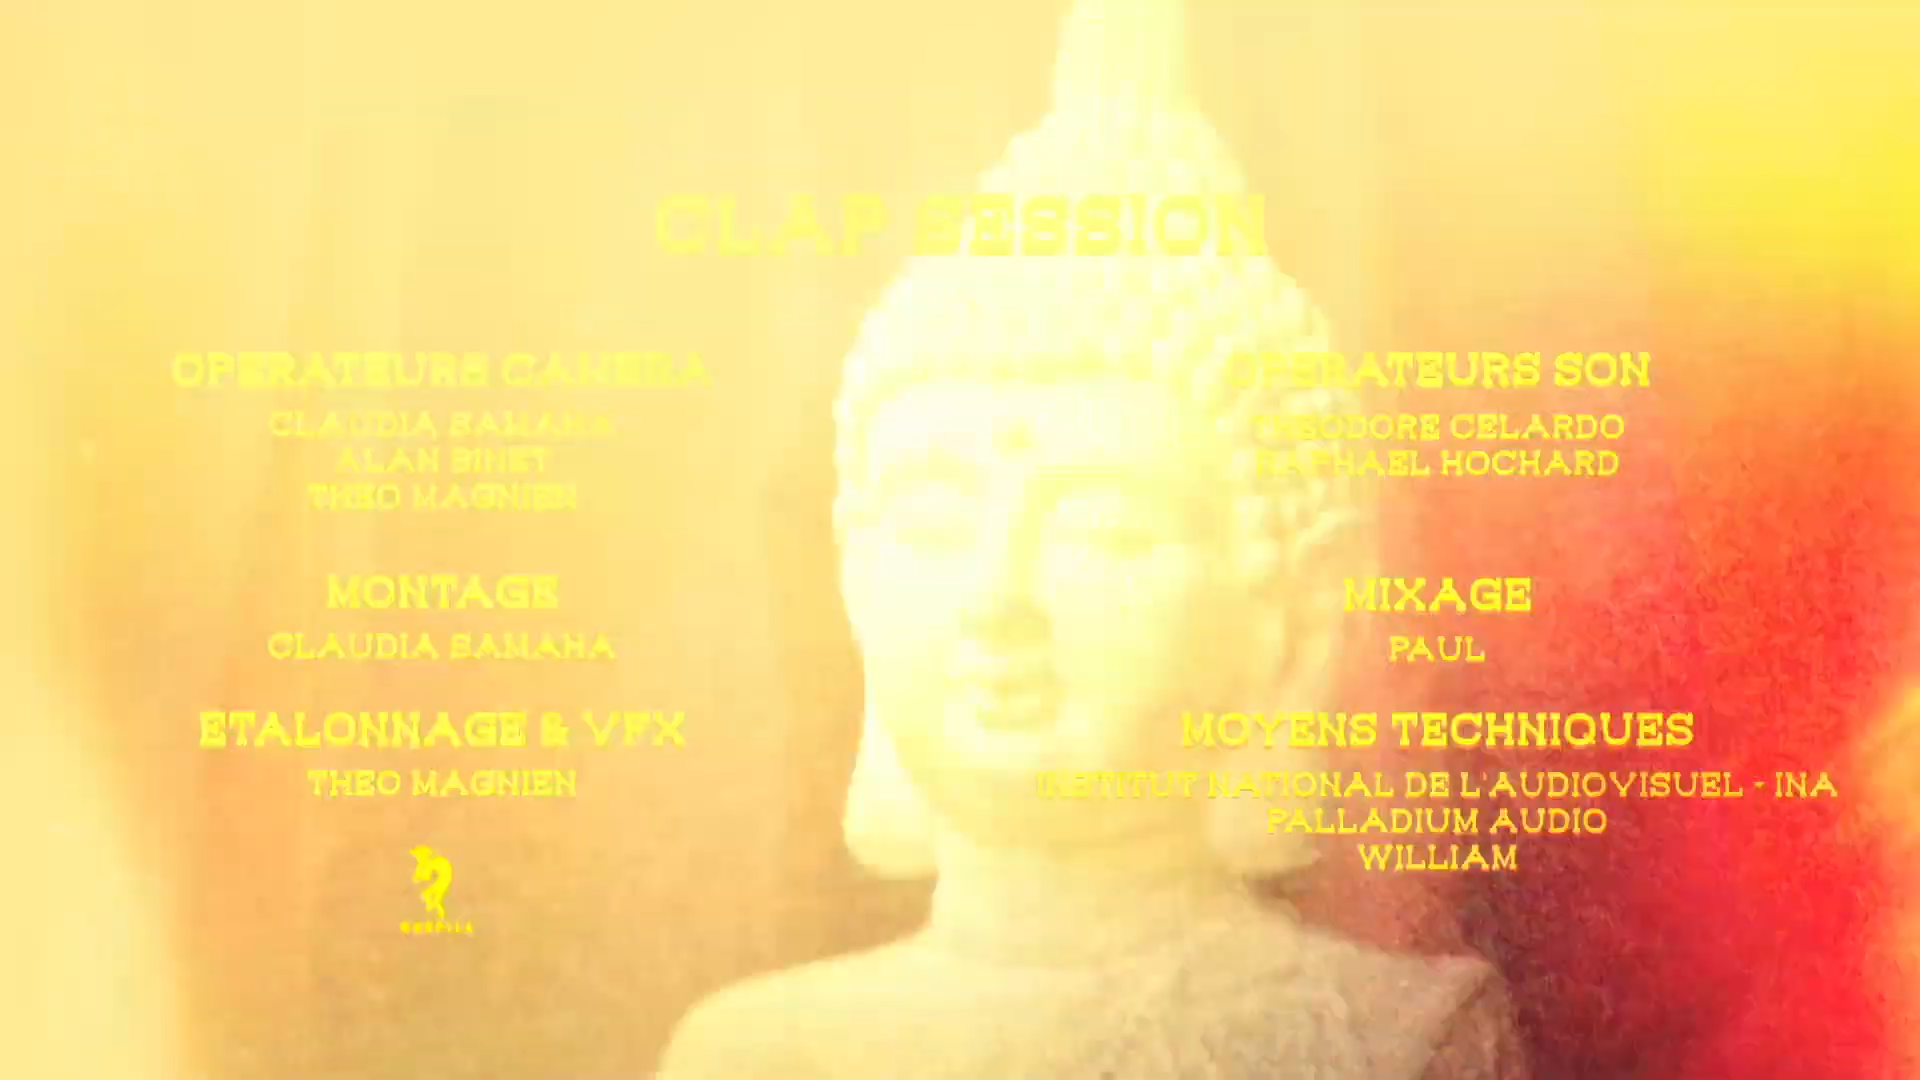 CLAP SESSION
OPERATEURS CAMERA
CLAUDIA SAMAHA
ALAN BINET
THEO MAGNIEN
MONTAGE
CLAUDIA SAMAHA
ETALONNAGE & VFX
THEO MAGNIEN
OPERATEURS SON
THEODORE CELARDO
RAPHAEL HOCHARD
MIXAGE
PAUL
MOYENS TECHNIQUES
INSTITUT NATIONAL DE L'AUDIOVISUEL - INA
PALLADIUM AUDIO
WILLIAM